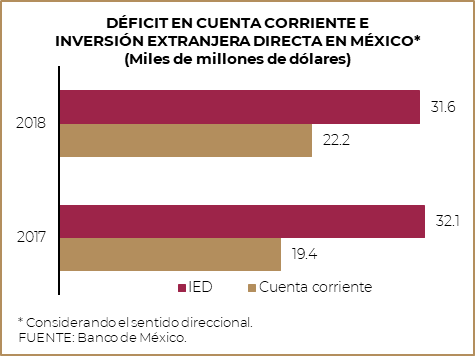 DÉFICIT EN CUENTA CORRIENTE E
INVERSIÓN EXTRANJERA DIRECTA EN MÉXICO*
(Miles de millones de dólares)
2018
31.6
22.2
2017
32.1
19.4
IED
Cuenta corriente
* Considerando el sentido direccional.
FUENTE: Banco de México.